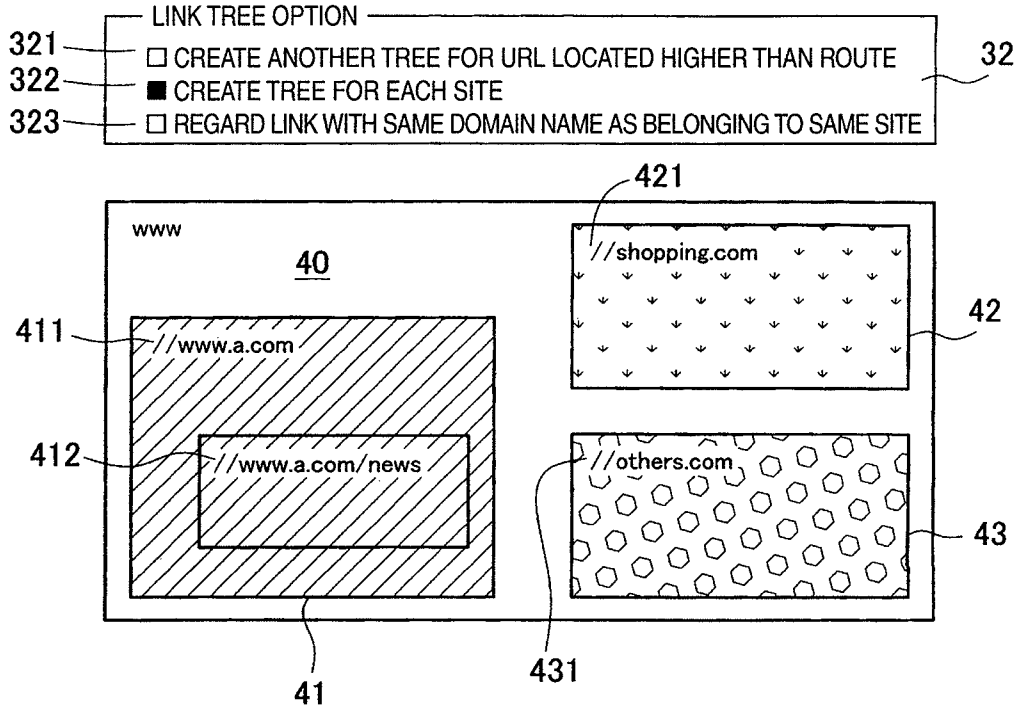 LINK TREE OPTION
321
CREATE ANOTHER TREE FOR URL LOCATED HIGHER THAN ROUTE
32
322
CREATE TREE FOR EACH SITE
323
REGARD LINK WITH SAME DOMAIN NAME AS BELONGING TO SAME SITE
421
www
//shopping.com
40
42
411
//www.a.com
412
//www.a.com/news
//others.com
43
431
41